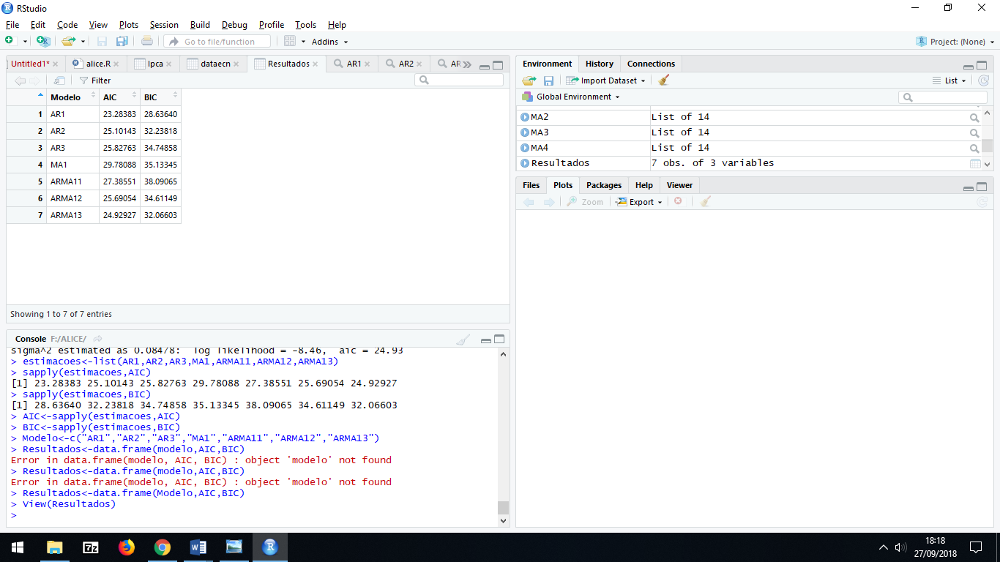 RStudio
File Edit Code View Plots Session Build Debug Profile Tools Help
Go to file/function Addins Project: (None)
Untitled1* alice.R lpca dataecn Resultados AR1 AR2 AR
Filter
Modelo AIC BIC
1 AR1 23.28383 28.63640
2 AR2 25.10143 32.23818
3 AR3 25.82763 34.74858
4 MA1 29.78088 35.13345
5 ARMA11 27.38551 38.09065
6 ARMA12 25.69054 34.61149
7 ARMA13 24.92927 32.06603
Showing 1 to 7 of 7 entries
Console F:/ALICE/
sigma^2 estimated as 0.08478: log likelihood = -8.46, aic = 24.93
> estimacoes<-list(AR1,AR2,AR3,MA1,ARMA11,ARMA12,ARMA13)
> sapply(estimacoes,AIC)
[1] 23.28383 25.10143 25.82763 29.78088 27.38551 25.69054 24.92927
> sapply(estimacoes,BIC)
[1] 28.63640 32.23818 34.74858 35.13345 38.09065 34.61149 32.06603
> AIC<-sapply(estimacoes,AIC)
> BIC<-sapply(estimacoes,BIC)
> Modelo<-c("AR1","AR2","AR3","MA1","ARMA11","ARMA12","ARMA13")
> Resultados<-data.frame(modelo,AIC,BIC)
Error in data.frame(modelo, AIC, BIC) : object 'modelo' not found
> Resultados<-data.frame(modelo,AIC,BIC)
Error in data.frame(modelo, AIC, BIC) : object 'modelo' not found
> Resultados<-data.frame(Modelo,AIC,BIC)
> View(Resultados)
>
Environment History Connections
Import Dataset List
Global Environment
MA2 List of 14
MA3 List of 14
MA4 List of 14
Resultados 7 obs. of 3 variables
Files Plots Packages Help Viewer
Zoom Export
7z
18:18
27/09/2018